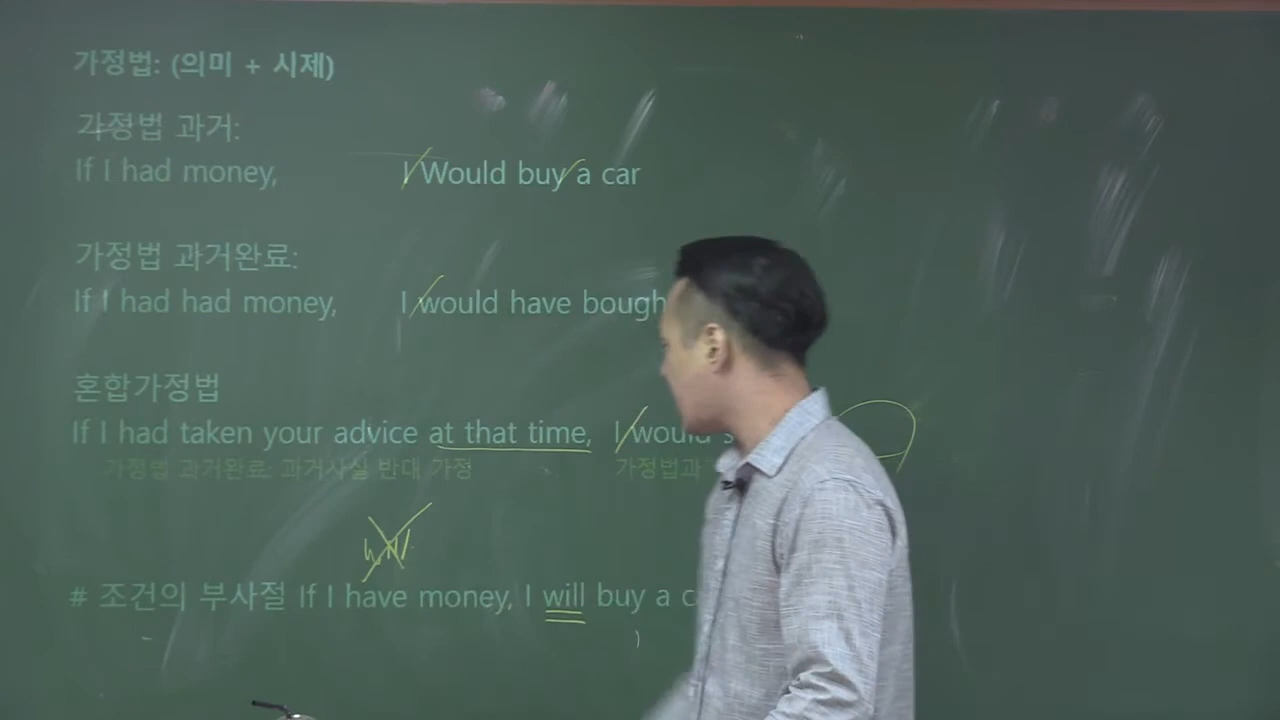 가정법: (의미 + 시제)
가정법 과거:
If I had money, I Would buy a car
가정법 과거완료:
If I had had money, I would have bough
혼합가정법
If I had taken your advice at that time, I would s
가정법 과거완료: 과거사실 반대 가정 가정법과
will
# 조건의 부사절 If I have money, I will buy a c